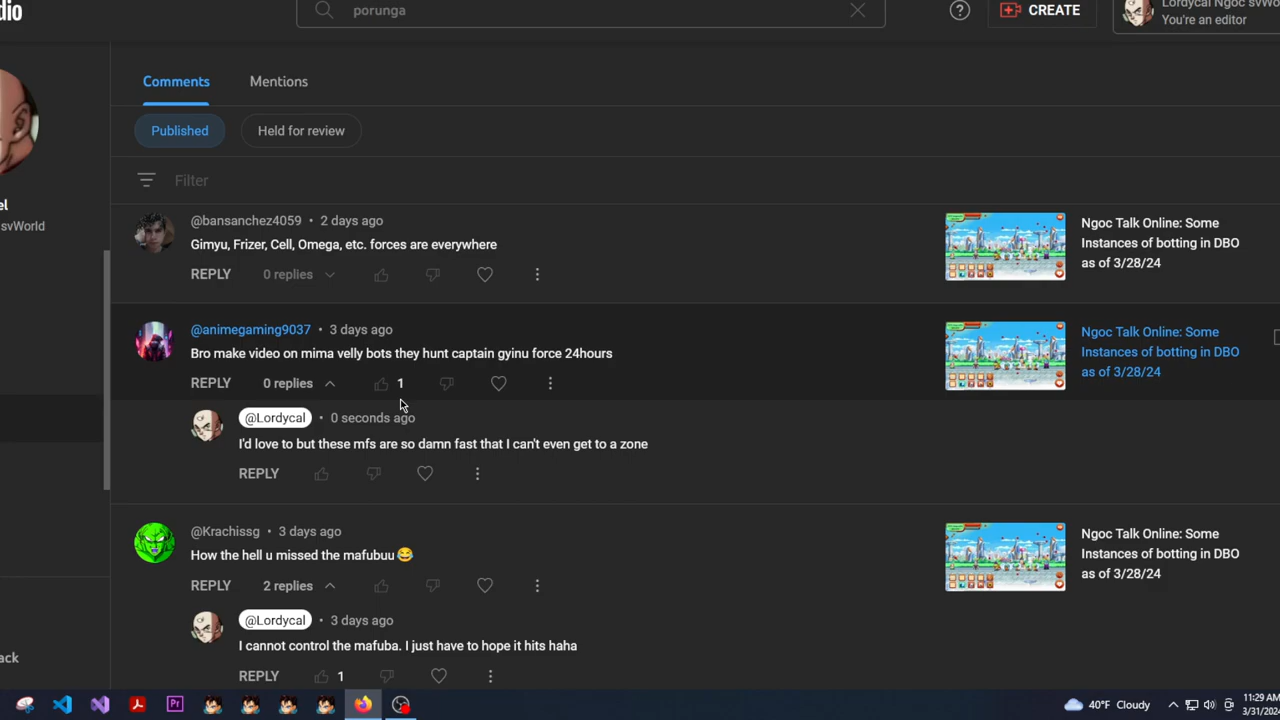 dio
porunga
CREATE
Lordycal Ngoc svWo
You're an editor
el
svWorld
ack
Comments
Mentions
Published
Held for review
Filter
@bansanchez4059 • 2 days ago
Gimyu, Frizer, Cell, Omega, etc. forces are everywhere
REPLY
0 replies
Ngoc Talk Online: Some
Instances of botting in DBO
as of 3/28/24
@animegaming9037 • 3 days ago
Bro make video on mima velly bots they hunt captain gyinu force 24hours
REPLY
0 replies
1
Ngoc Talk Online: Some
Instances of botting in DBO
as of 3/28/24
@Lordycal • 0 seconds ago
I'd love to but these mfs are so damn fast that I can't even get to a zone
REPLY
@Krachissg • 3 days ago
How the hell u missed the mafubuu 😂
REPLY
2 replies
Ngoc Talk Online: Some
Instances of botting in DBO
as of 3/28/24
@Lordycal • 3 days ago
I cannot control the mafuba. I just have to hope it hits haha
REPLY
1
Pr
40°F Cloudy
11:29 AM
3/31/2024